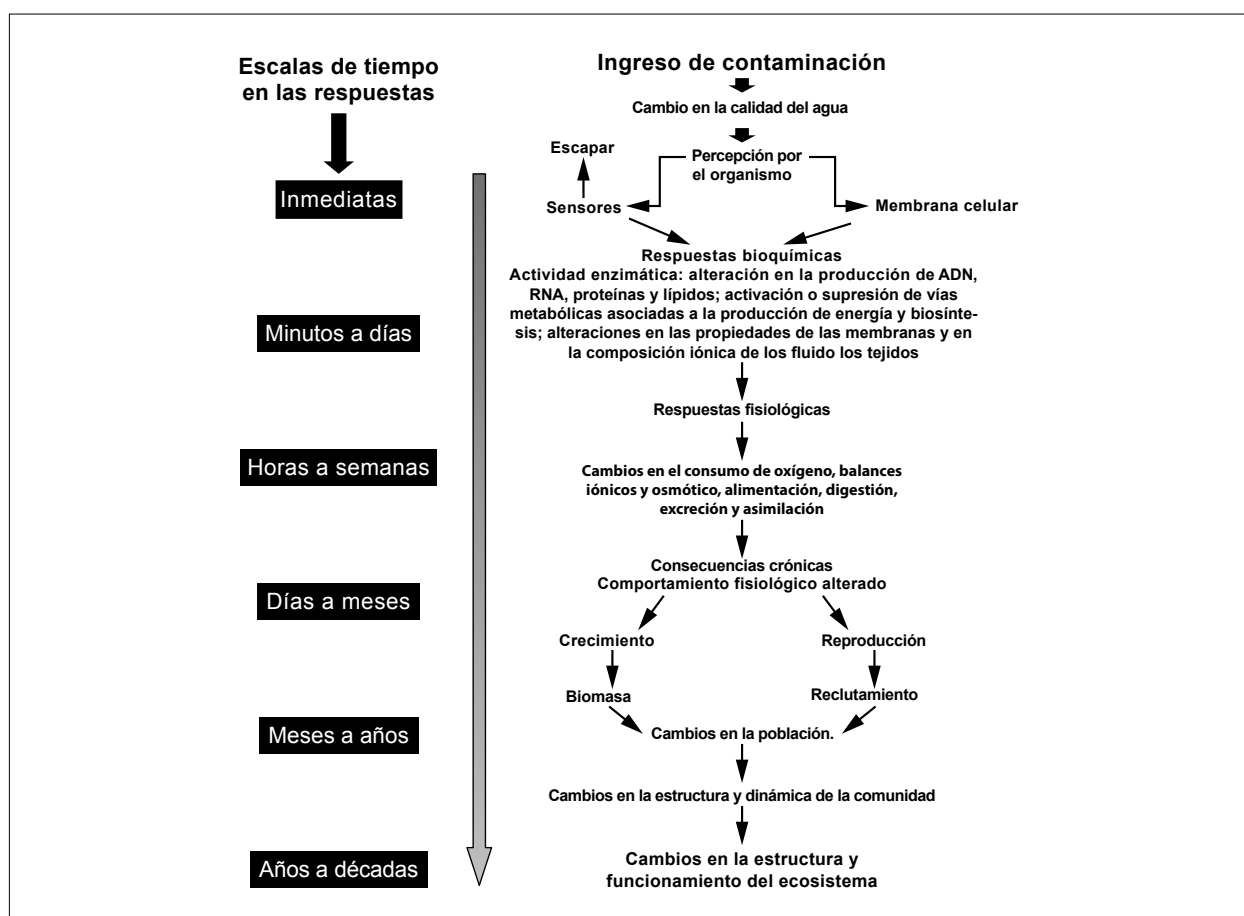 Escalas de tiempo
en las respuestas
Inmediatas
Minutos a días
Horas a semanas
Días a meses
Meses a años
Años a décadas
Ingreso de contaminación
Cambio en la calidad del agua
Percepción por
el organismo
Escapar
Sensores
Membrana celular
Respuestas bioquímicas
Actividad enzimática: alteración en la producción de ADN,
RNA, proteínas y lípidos; activación o supresión de vías
metabólicas asociadas a la producción de energía y biosínte-
sis; alteraciones en las propiedades de las membranas y en
la composición iónica de los fluido los tejidos
Respuestas fisiológicas
Cambios en el consumo de oxígeno, balances
iónicos y osmótico, alimentación, digestión,
excreción y asimilación
Consecuencias crónicas
Comportamiento fisiológico alterado
Crecimiento
Reproducción
Biomasa
Reclutamiento
Cambios en la población.
Cambios en la estructura y dinámica de la comunidad
Cambios en la estructura y
funcionamiento del ecosistema